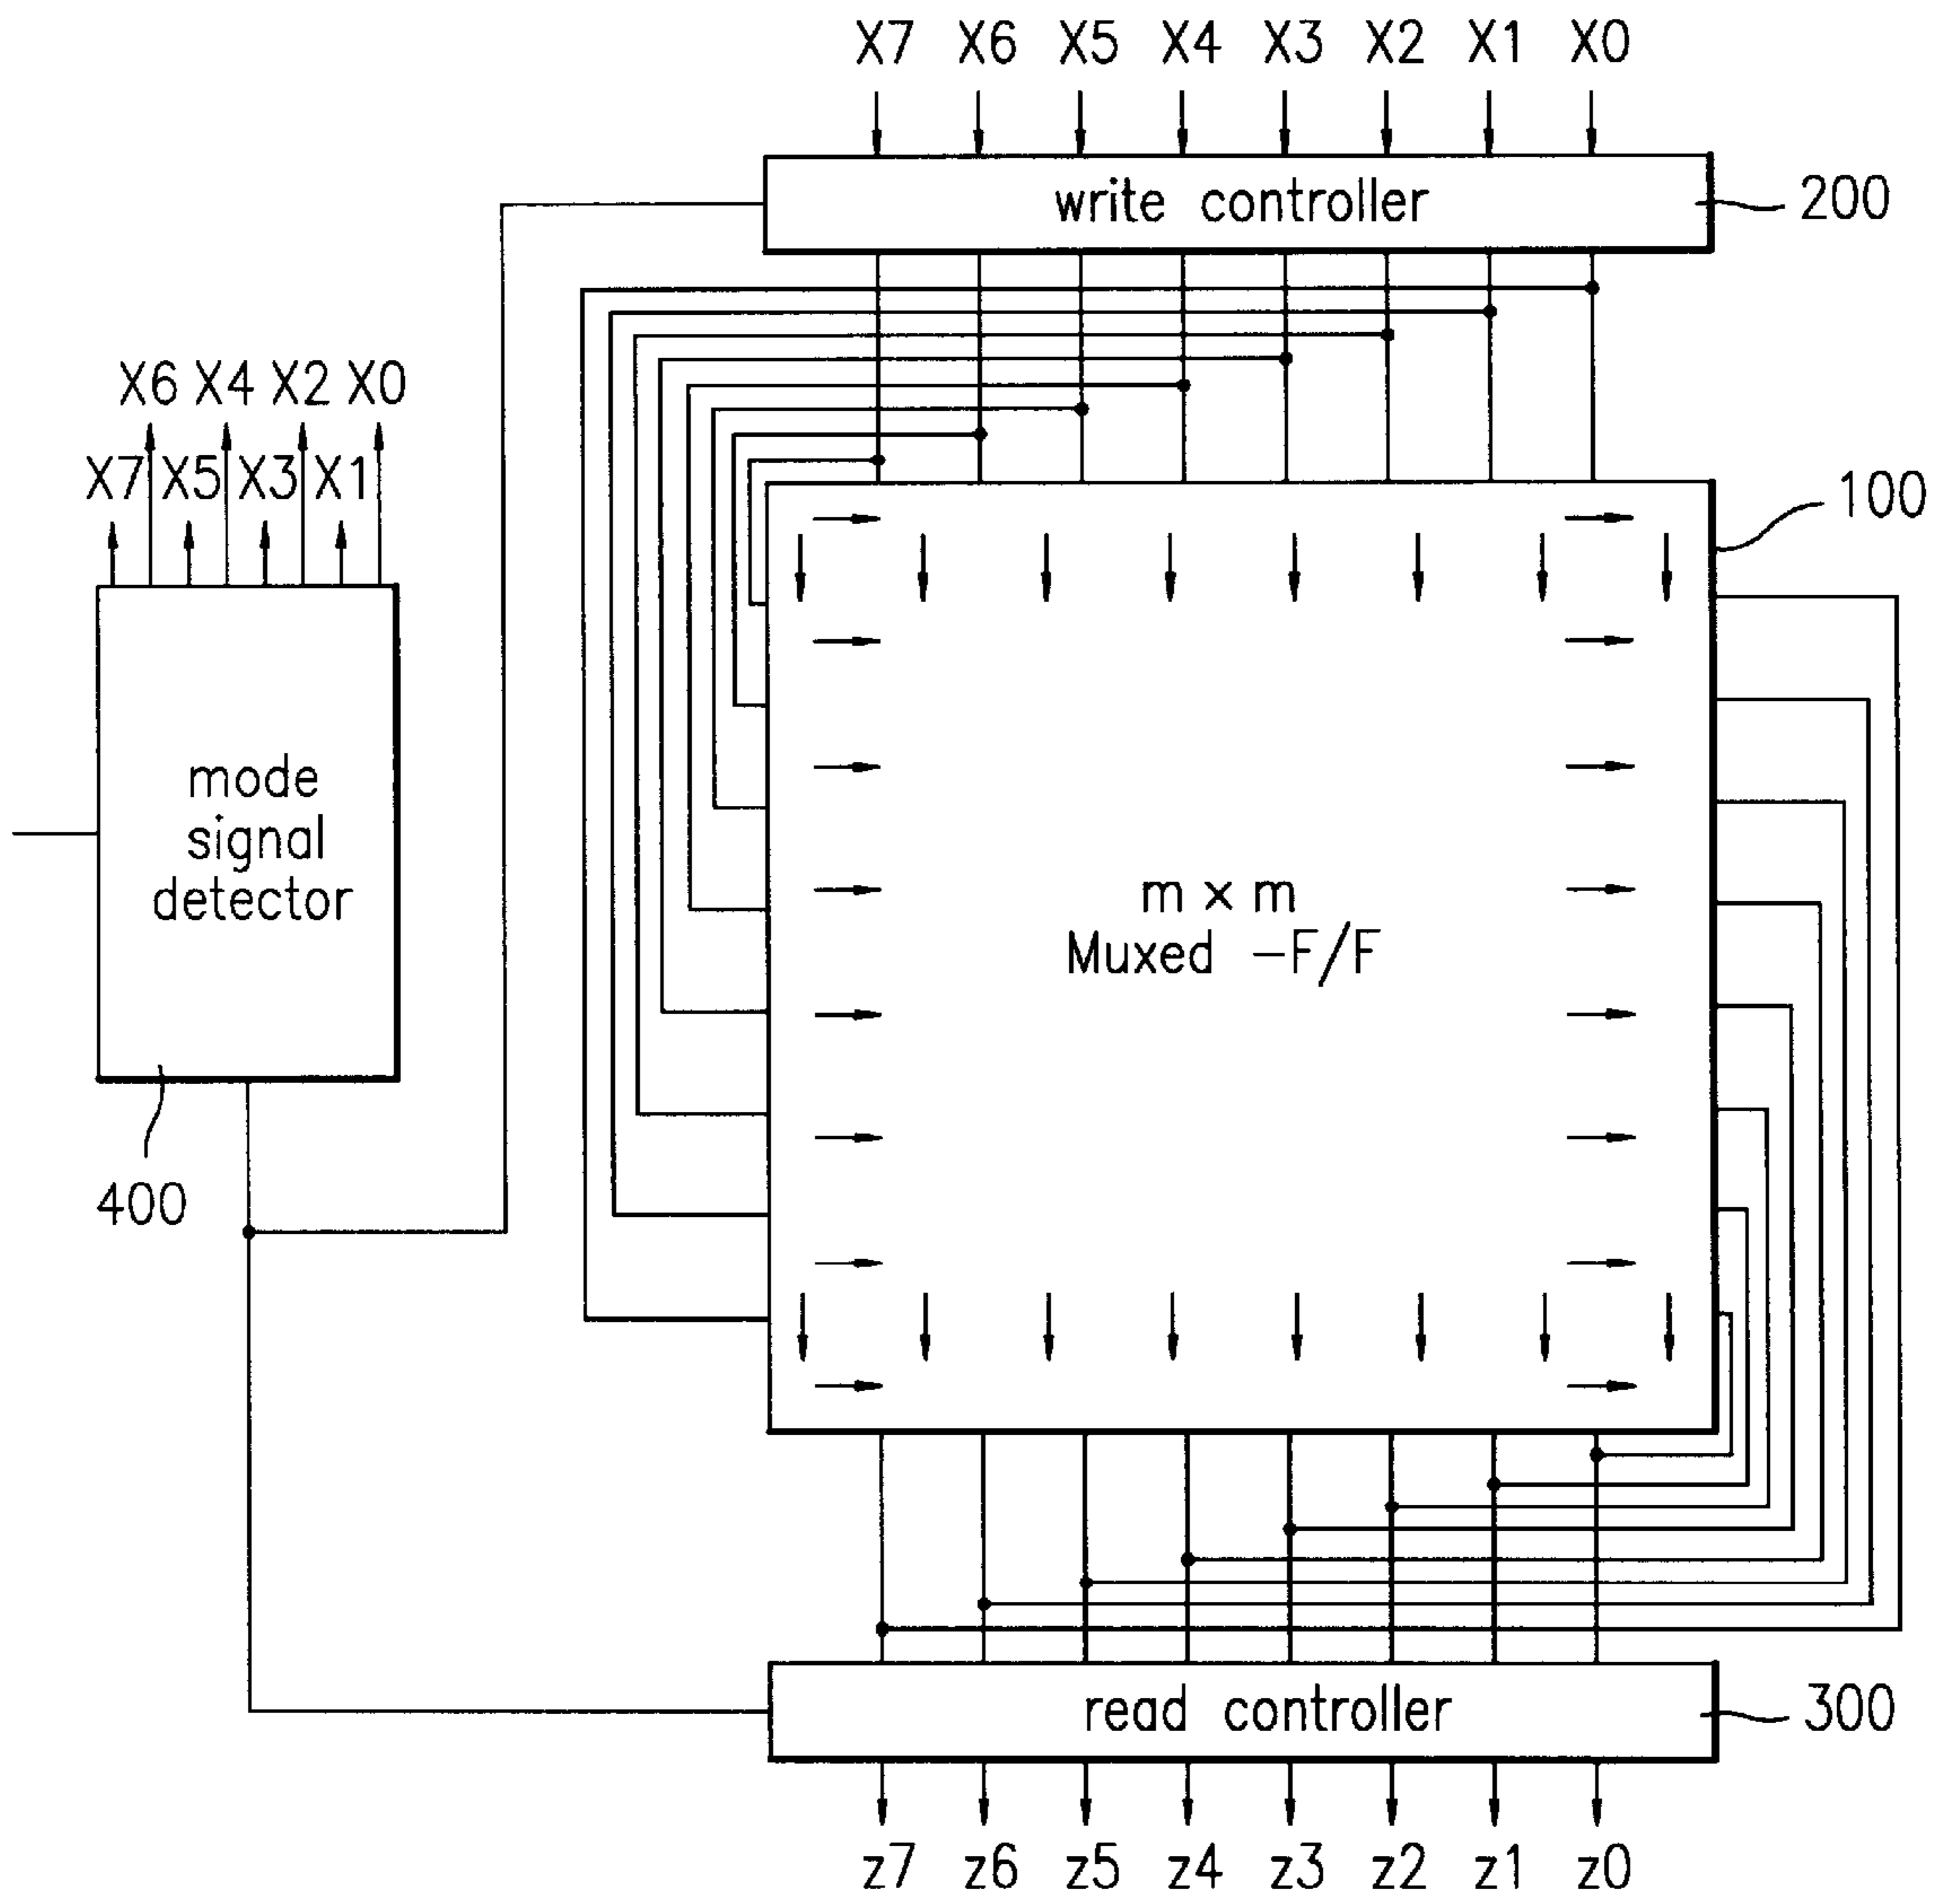 X7 X6 X5 X4 X3 X2 X1 X0
write controller
200
X6 X4 X2 X0
X7 X5 X3 X1
100
mode
signal
detector
m × m
Muxed -F/F
400
read controller
300
z7 z6 z5 z4 z3 z2 z1 z0